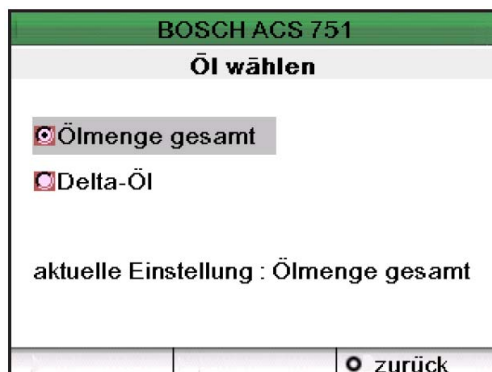 BOSCH ACS 751
Öl wählen
Ölmenge gesamt
Delta-Öl
aktuelle Einstellung : Ölmenge gesamt
zurück